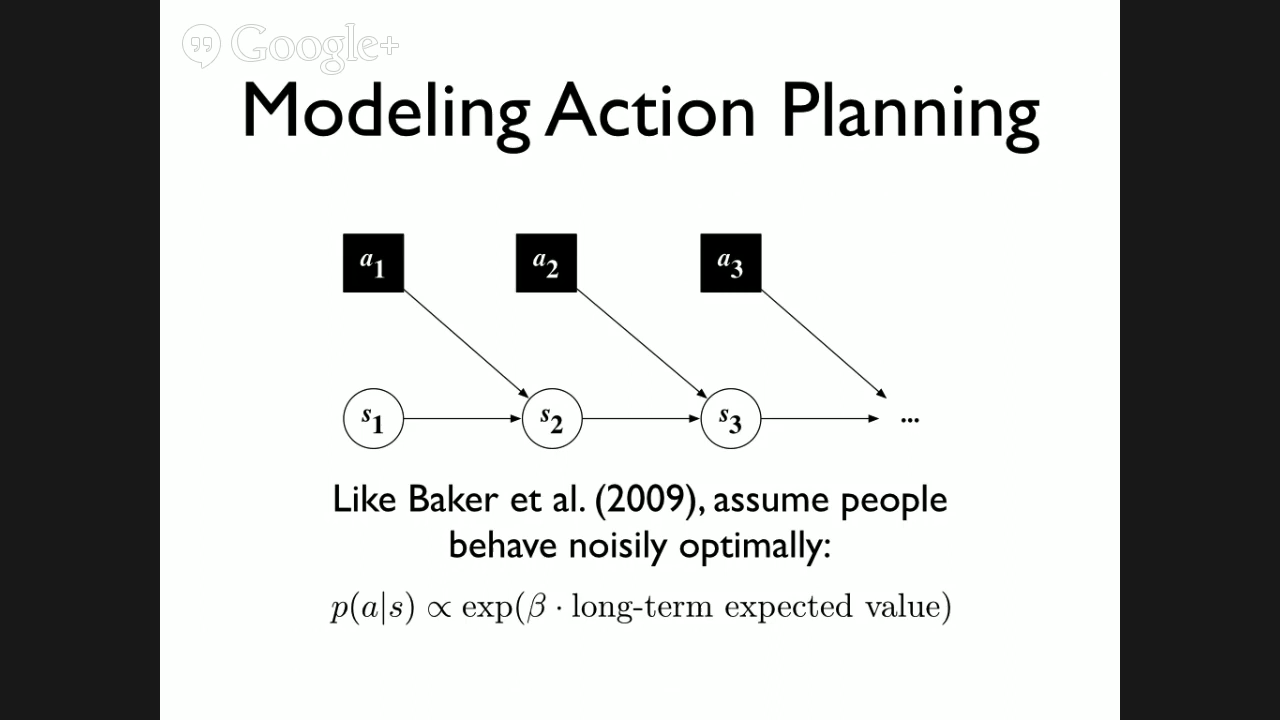 Google+
Modeling Action Planning
a1 a2 a3
s1 s2 s3 ...
Like Baker et al. (2009), assume people
behave noisily optimally:
p(a|s) ∝ exp(β · long-term expected value)